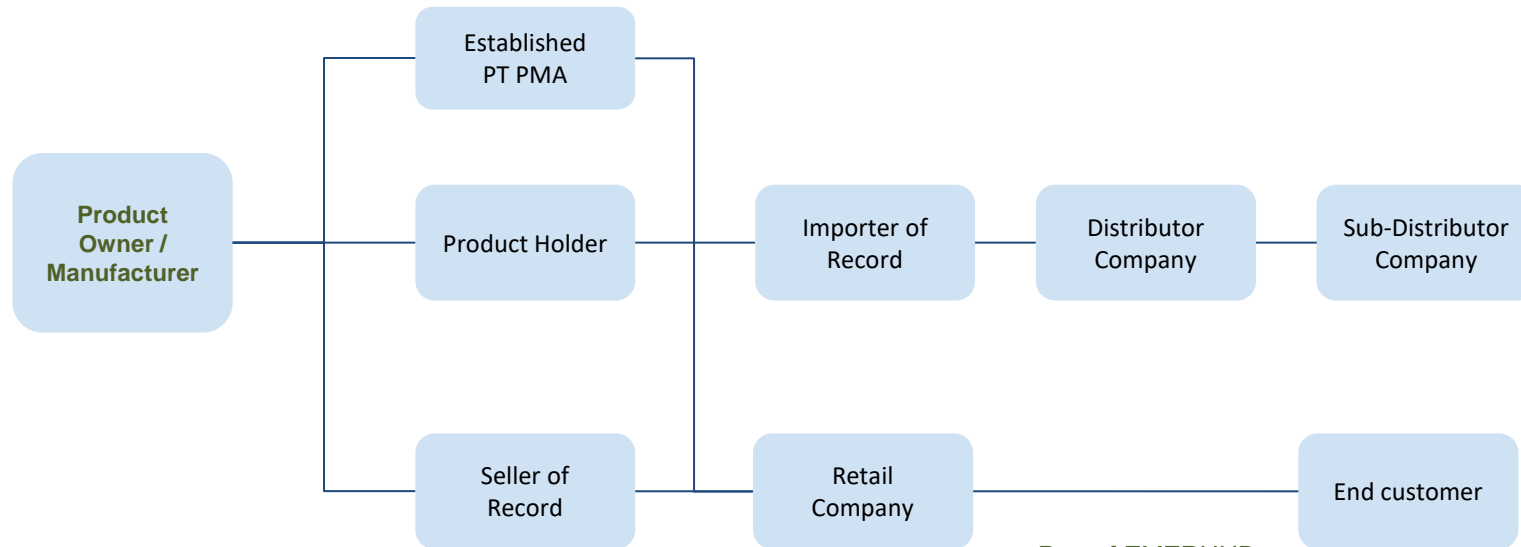 Established
PT PMA
Product
Owner /
Manufacturer
Product Holder
Importer of
Record
Distributor
Company
Sub-Distributor
Company
Seller of
Record
Retail
Company
End customer